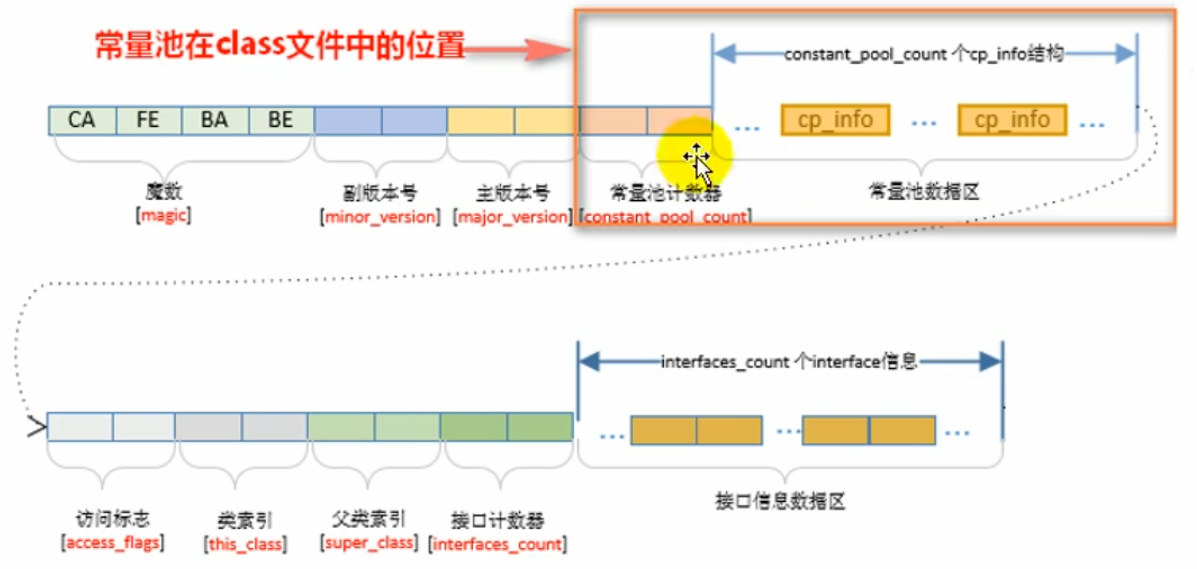 常量池在class文件中的位置
constant_pool_count 个cp_info结构
CA FE BA BE ... cp_info ... cp_info ...
魔数 副版本号 主版本号 常量池计数器 常量池数据区
[magic] [minor_version] [major_version] [constant_pool_count]
interfaces_count 个interface信息
... ... ...
访问标志 类索引 父类索引 接口计数器 接口信息数据区
[access_flags] [this_class] [super_class] [interfaces_count]